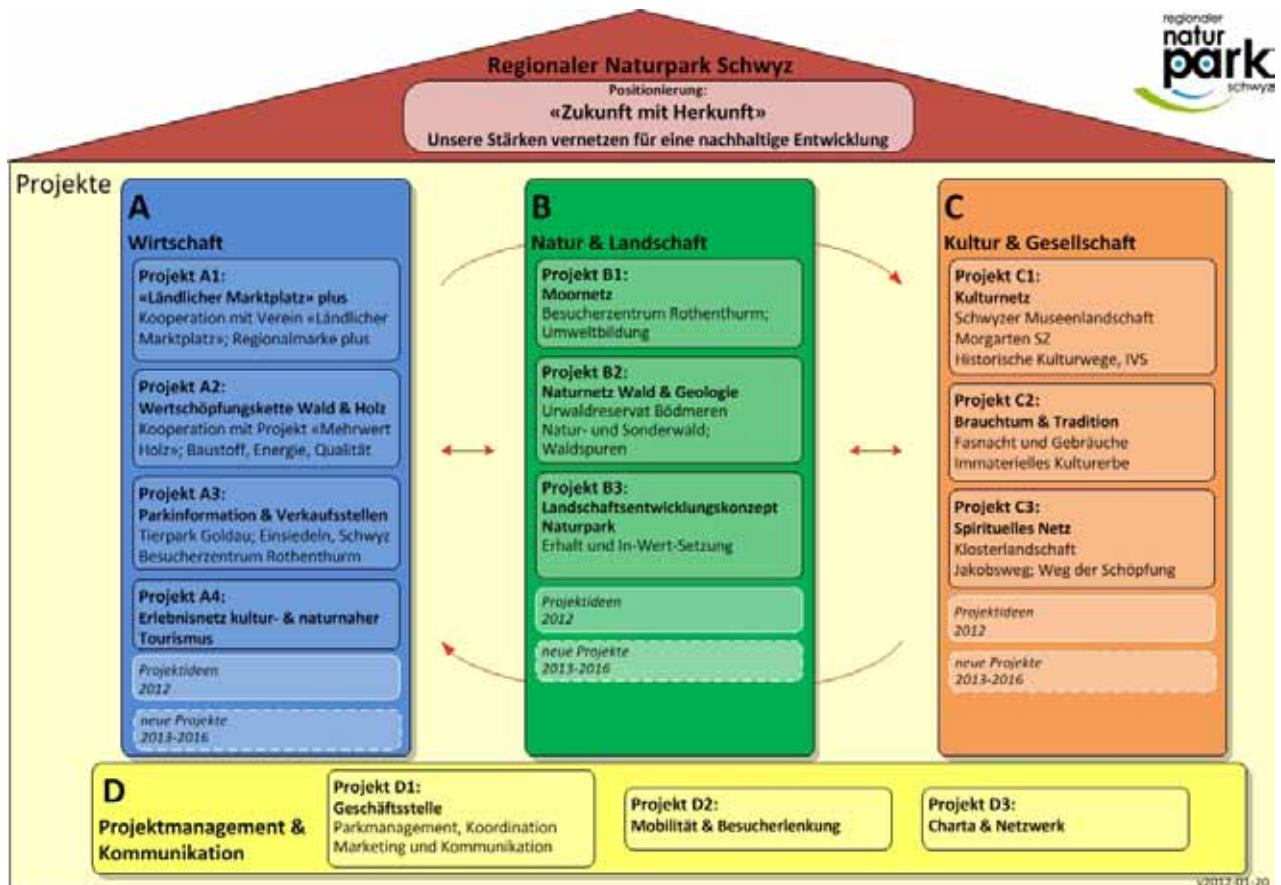 regionaler
natur
park
schwyz
Regionaler Naturpark Schwyz
Positionierung:
«Zukunft mit Herkunft»
Unsere Stärken vernetzen für eine nachhaltige Entwicklung
Projekte
A
Wirtschaft
Projekt A1:
«Ländlicher Marktplatz» plus
Kooperation mit Verein «Ländlicher
Marktplatz»; Regionalmarke plus
Projekt A2:
Wertschöpfungskette Wald & Holz
Kooperation mit Projekt «Mehrwert
Holz»; Baustoff, Energie, Qualität
Projekt A3:
Parkinformation & Verkaufsstellen
Tierpark Goldau; Einsiedeln, Schwyz
Besucherzentrum Rothenthurm
Projekt A4:
Erlebnisnetz kultur- & naturnaher
Tourismus
Projektideen
2012
neue Projekte
2013-2016
B
Natur & Landschaft
Projekt B1:
Moornetz
Besucherzentrum Rothenthurm;
Umweltbildung
Projekt B2:
Naturnetz Wald & Geologie
Urwaldreservat Bödmeren
Natur- und Sonderwald;
Waldspuren
Projekt B3:
Landschaftsentwicklungskonzept
Naturpark
Erhalt und In-Wert-Setzung
Projektideen
2012
neue Projekte
2013-2016
C
Kultur & Gesellschaft
Projekt C1:
Kulturnetz
Schwyzer Museenlandschaft
Morgarten SZ
Historische Kulturwege, IVS
Projekt C2:
Brauchtum & Tradition
Fasnacht und Gebräuche
Immaterielles Kulturerbe
Projekt C3:
Spirituelles Netz
Klosterlandschaft
Jakobsweg; Weg der Schöpfung
Projektideen
2012
neue Projekte
2013-2016
D
Projektmanagement &
Kommunikation
Projekt D1:
Geschäftsstelle
Parkmanagement, Koordination
Marketing und Kommunikation
Projekt D2:
Mobilität & Besucherlenkung
Projekt D3:
Charta & Netzwerk
v2012-01-20